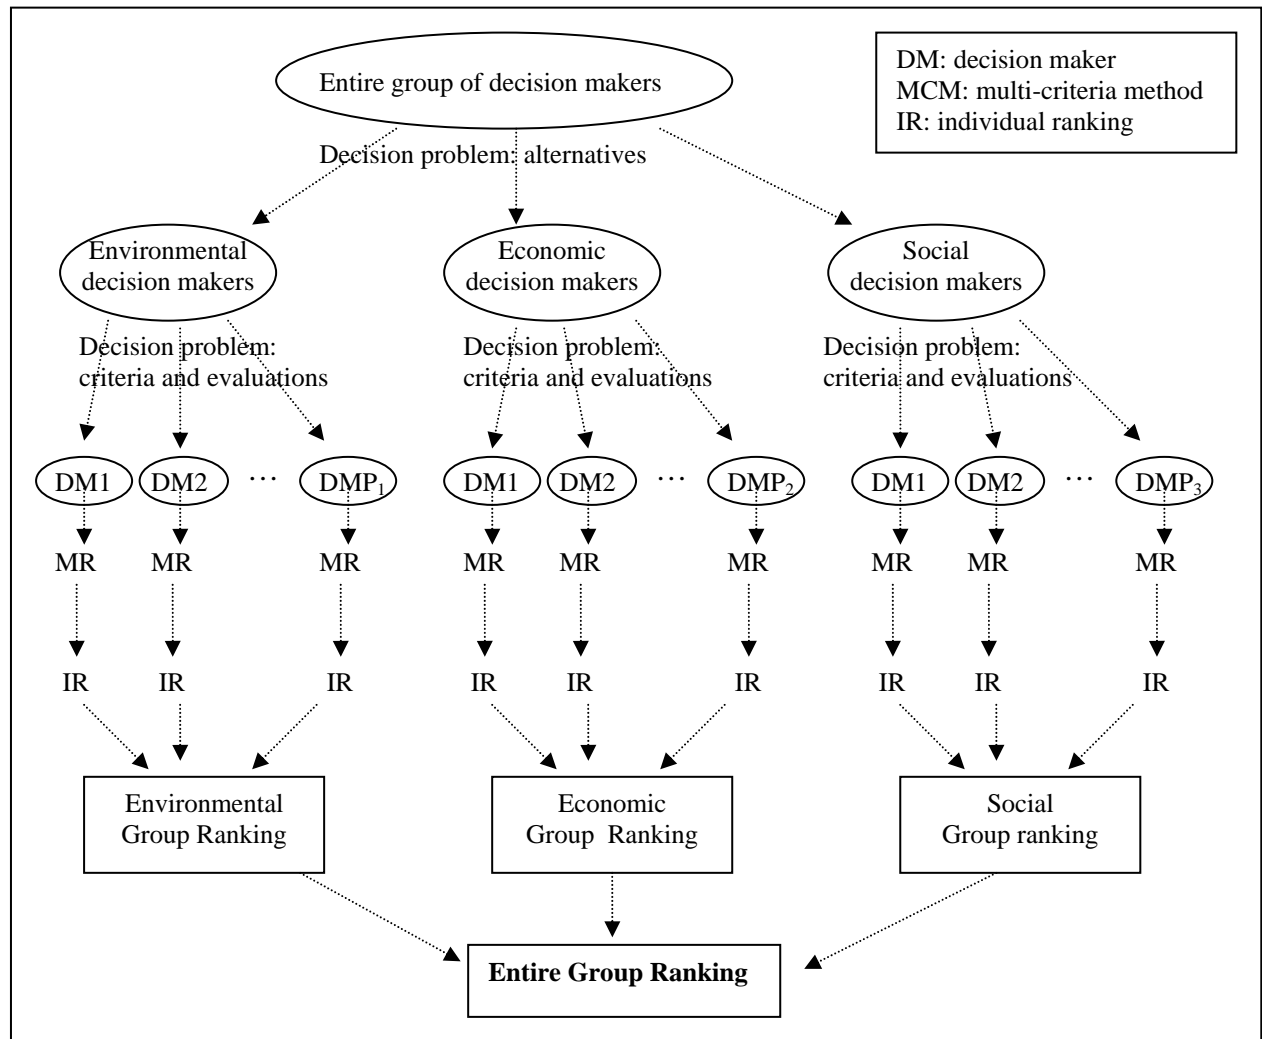 Entire group of decision makers
DM: decision maker
MCM: multi-criteria method
IR: individual ranking
Decision problem: alternatives
Environmental
decision makers
Economic
decision makers
Social
decision makers
Decision problem:
criteria and evaluations
Decision problem:
criteria and evaluations
Decision problem:
criteria and evaluations
DM1 DM2 ... DMP₁ DM1 DM2 ... DMP₂ DM1 DM2 ... DMP₃
MR MR MR MR MR MR MR MR MR
IR IR IR IR IR IR IR IR IR
Environmental
Group Ranking
Economic
Group Ranking
Social
Group ranking
Entire Group Ranking